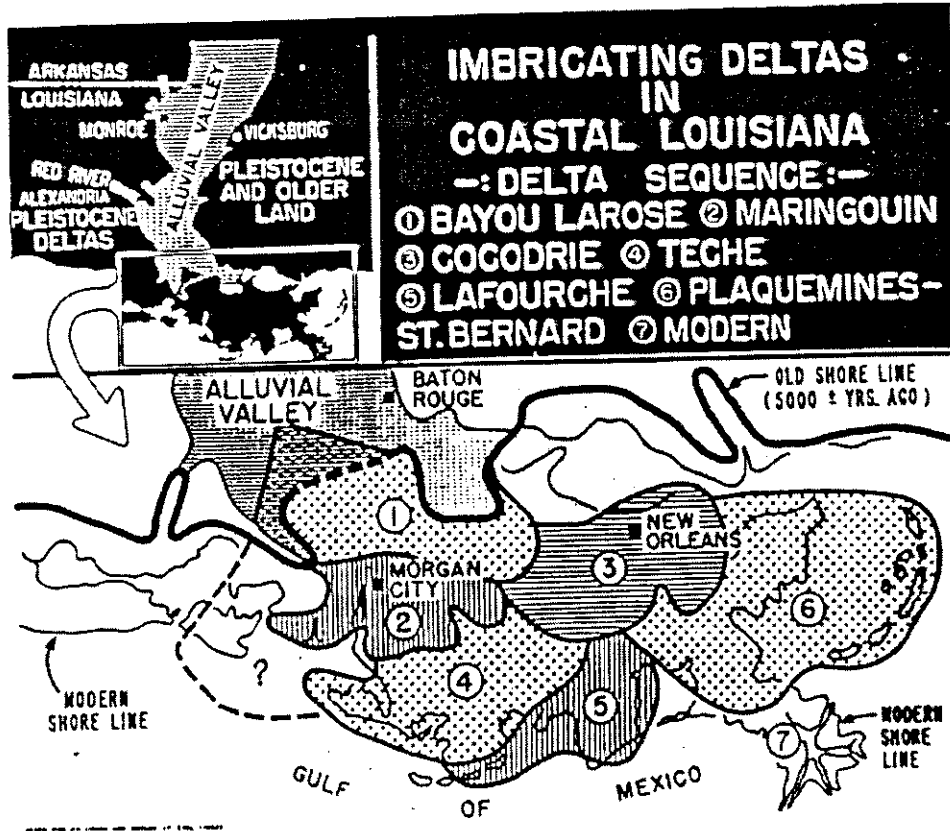 ARKANSAS
LOUISIANA
MONROE
VICKSBURG
ALLUVIAL VALLEY
RED RIVER
ALEXANDRIA
PLEISTOCENE
DELTAS
PLEISTOCENE
AND OLDER
LAND
IMBRICATING DELTAS
IN
COASTAL LOUISIANA
-:DELTA SEQUENCE:-
① BAYOU LAROSE ② MARINGOUIN
③ COCODRIE ④ TECHE
⑤ LAFOURCHE ⑥ PLAQUEMINES-
ST. BERNARD ⑦ MODERN
ALLUVIAL
VALLEY
BATON
ROUGE
OLD SHORE LINE
(5000 ± YRS. AGO)
1
NEW
ORLEANS
MORGAN
CITY
3
2
6
?
4
5
MODERN
SHORE LINE
7
MODERN
SHORE
LINE
GULF
OF
MEXICO